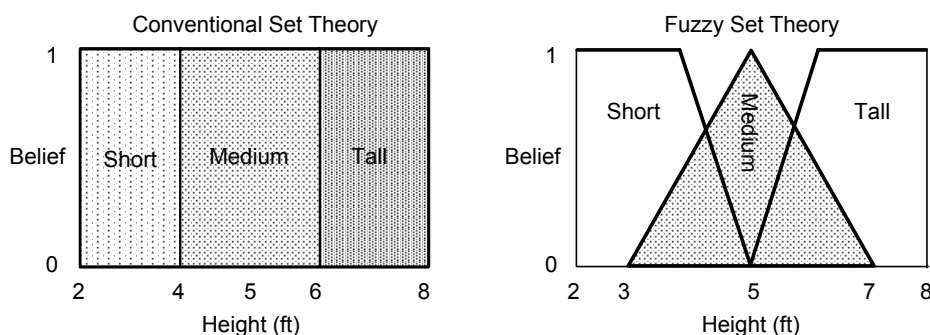 Conventional Set Theory
1
Belief
Short
Medium
Tall
0
2 4 5 6 8
Height (ft)
Fuzzy Set Theory
1
Short
Medium
Tall
Belief
0
2 3 5 7 8
Height (ft)